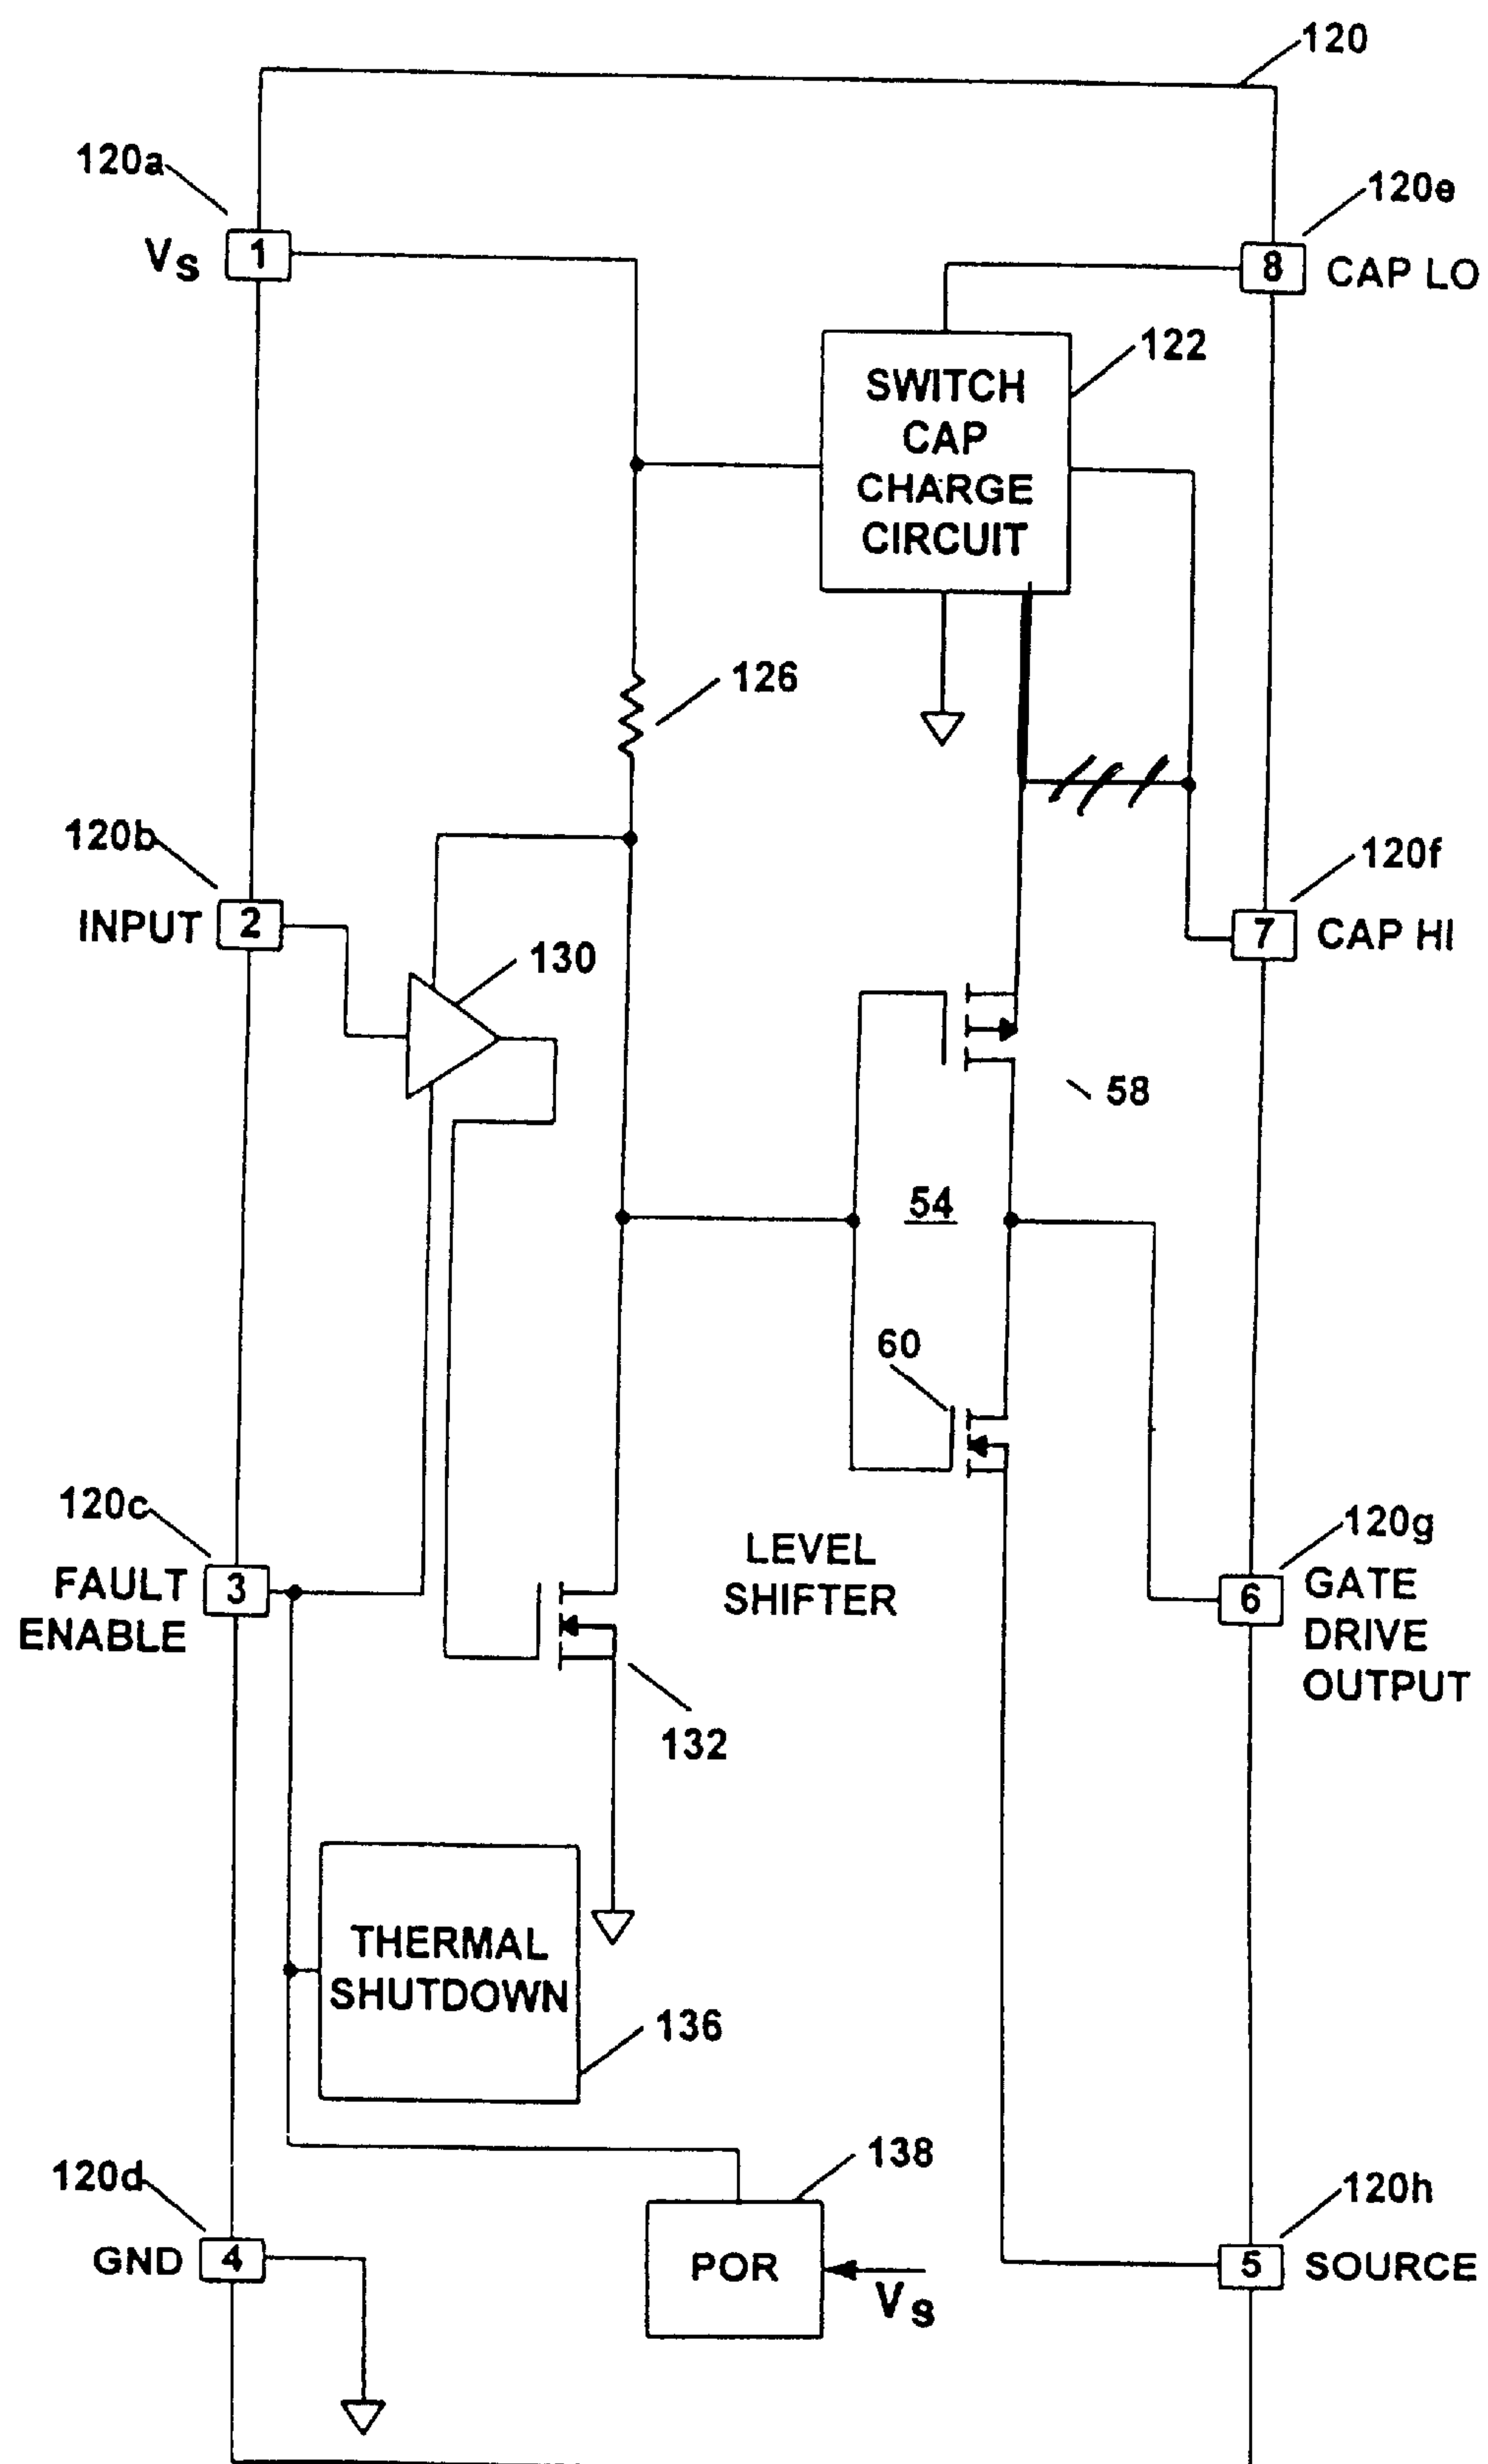 120
120a
V S 1
120e
8 CAP LO
122
SWITCH
CAP
CHARGE
CIRCUIT
126
120b
INPUT 2
130
120f
7 CAP HI
58
54
60
120c
FAULT 3
ENABLE
LEVEL
SHIFTER
120g
6 GATE
DRIVE
OUTPUT
132
THERMAL
SHUTDOWN
136
120d
GND 4
138
POR
V S
120h
5 SOURCE